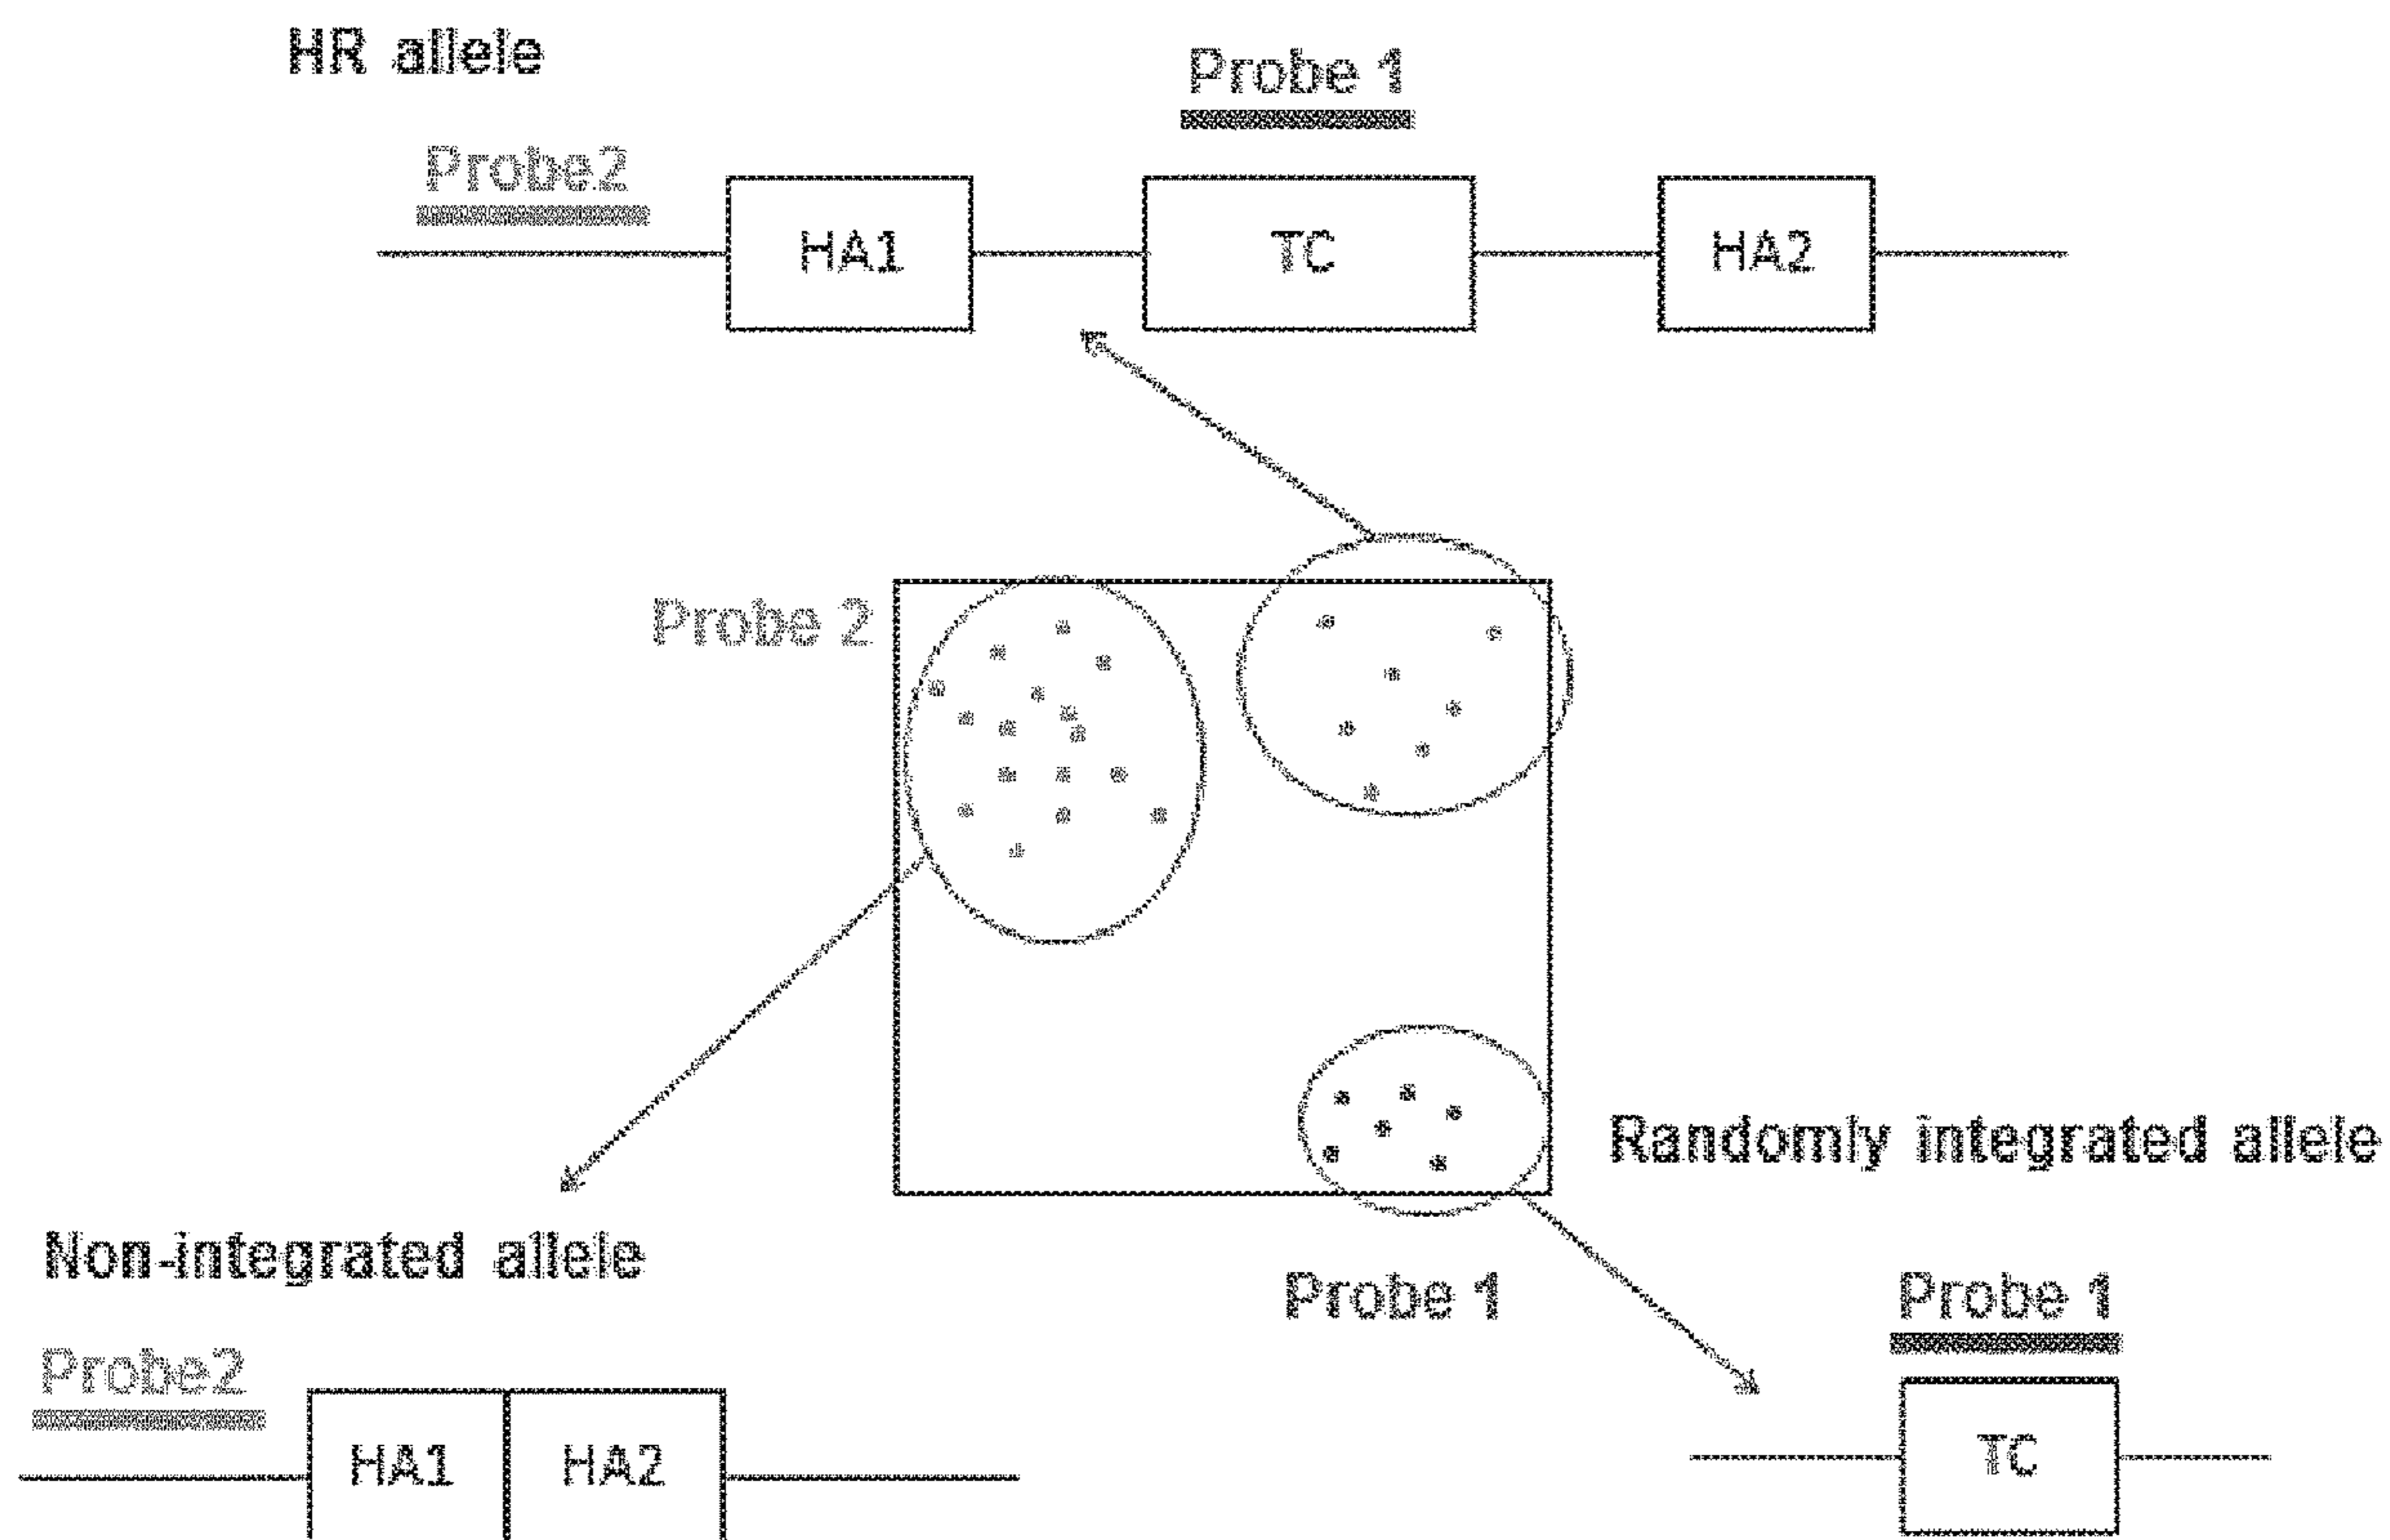 HR allele
Probe 1
Probe2
HA1
TC
HA2
Probe 2
Randomly integrated allele
Non-integrated allele
Probe 1
Probe 1
Probe2
HA1
HA2
TC